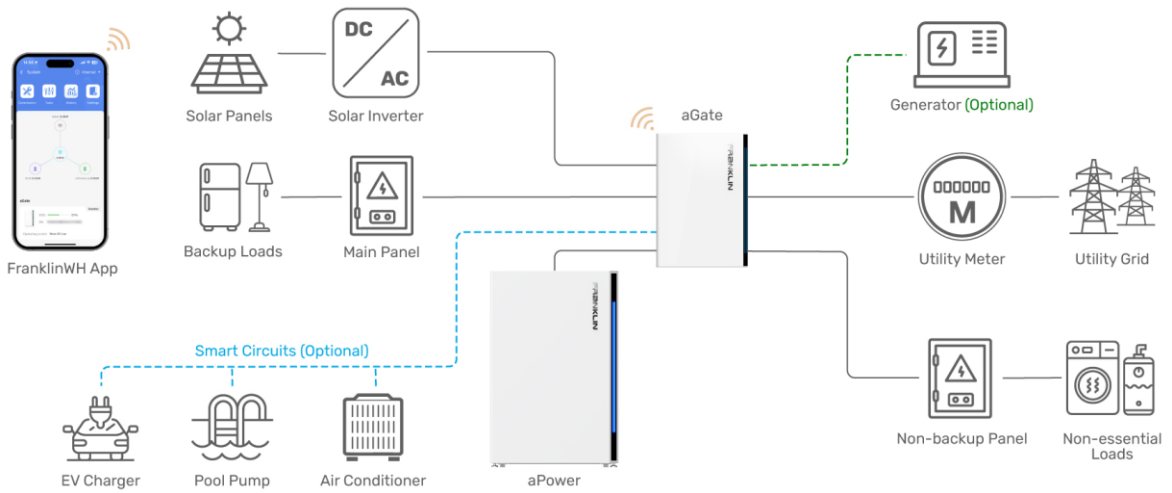 DC
AC
aGate
Generator (Optional)
Solar Panels
Solar Inverter
FRANKLIN
M
Backup Loads
Main Panel
Utility Meter
Utility Grid
FranklinWH App
FRANKLIN
Smart Circuits (Optional)
Non-backup Panel
Non-essential
Loads
EV Charger
Pool Pump
Air Conditioner
aPower